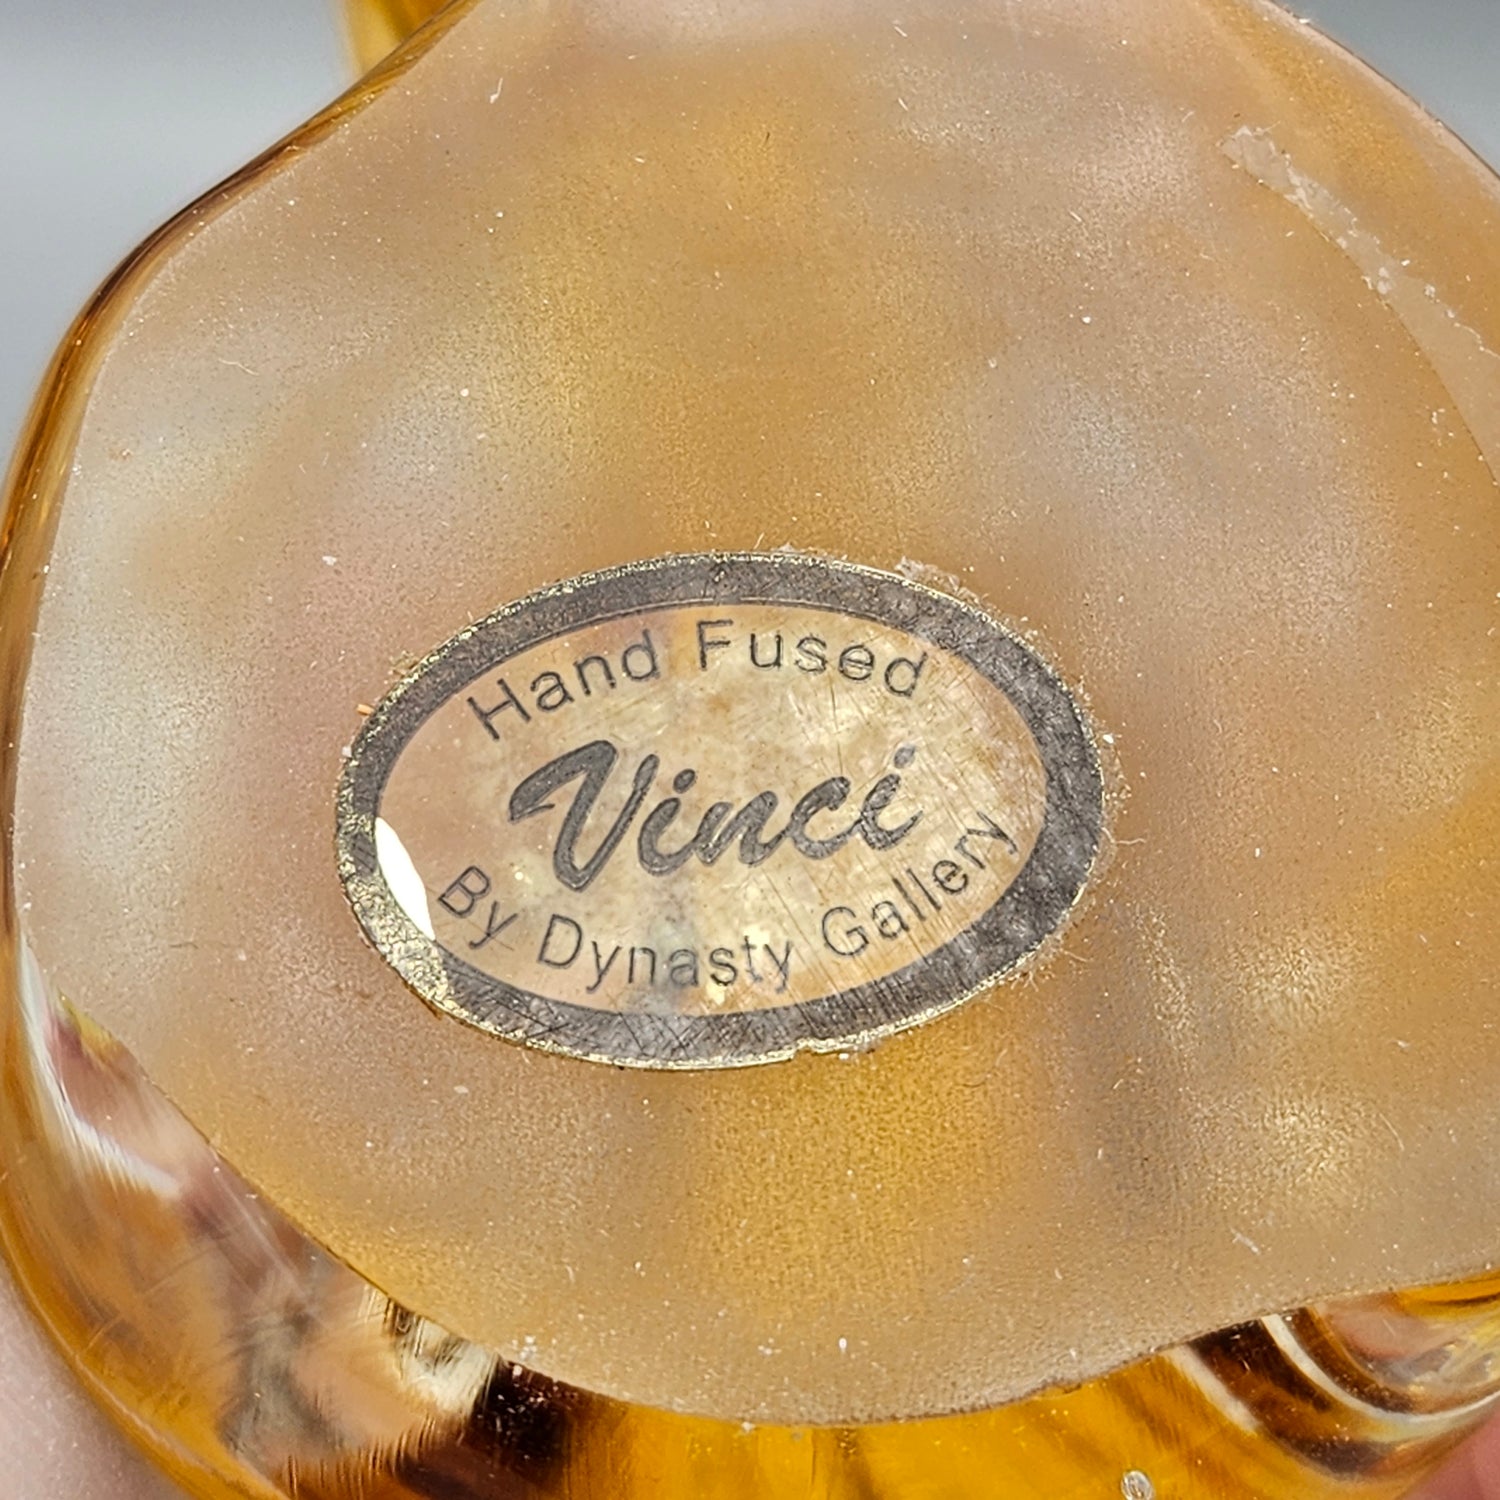 Hand Fused
Vinci
By Dynasty Gallery